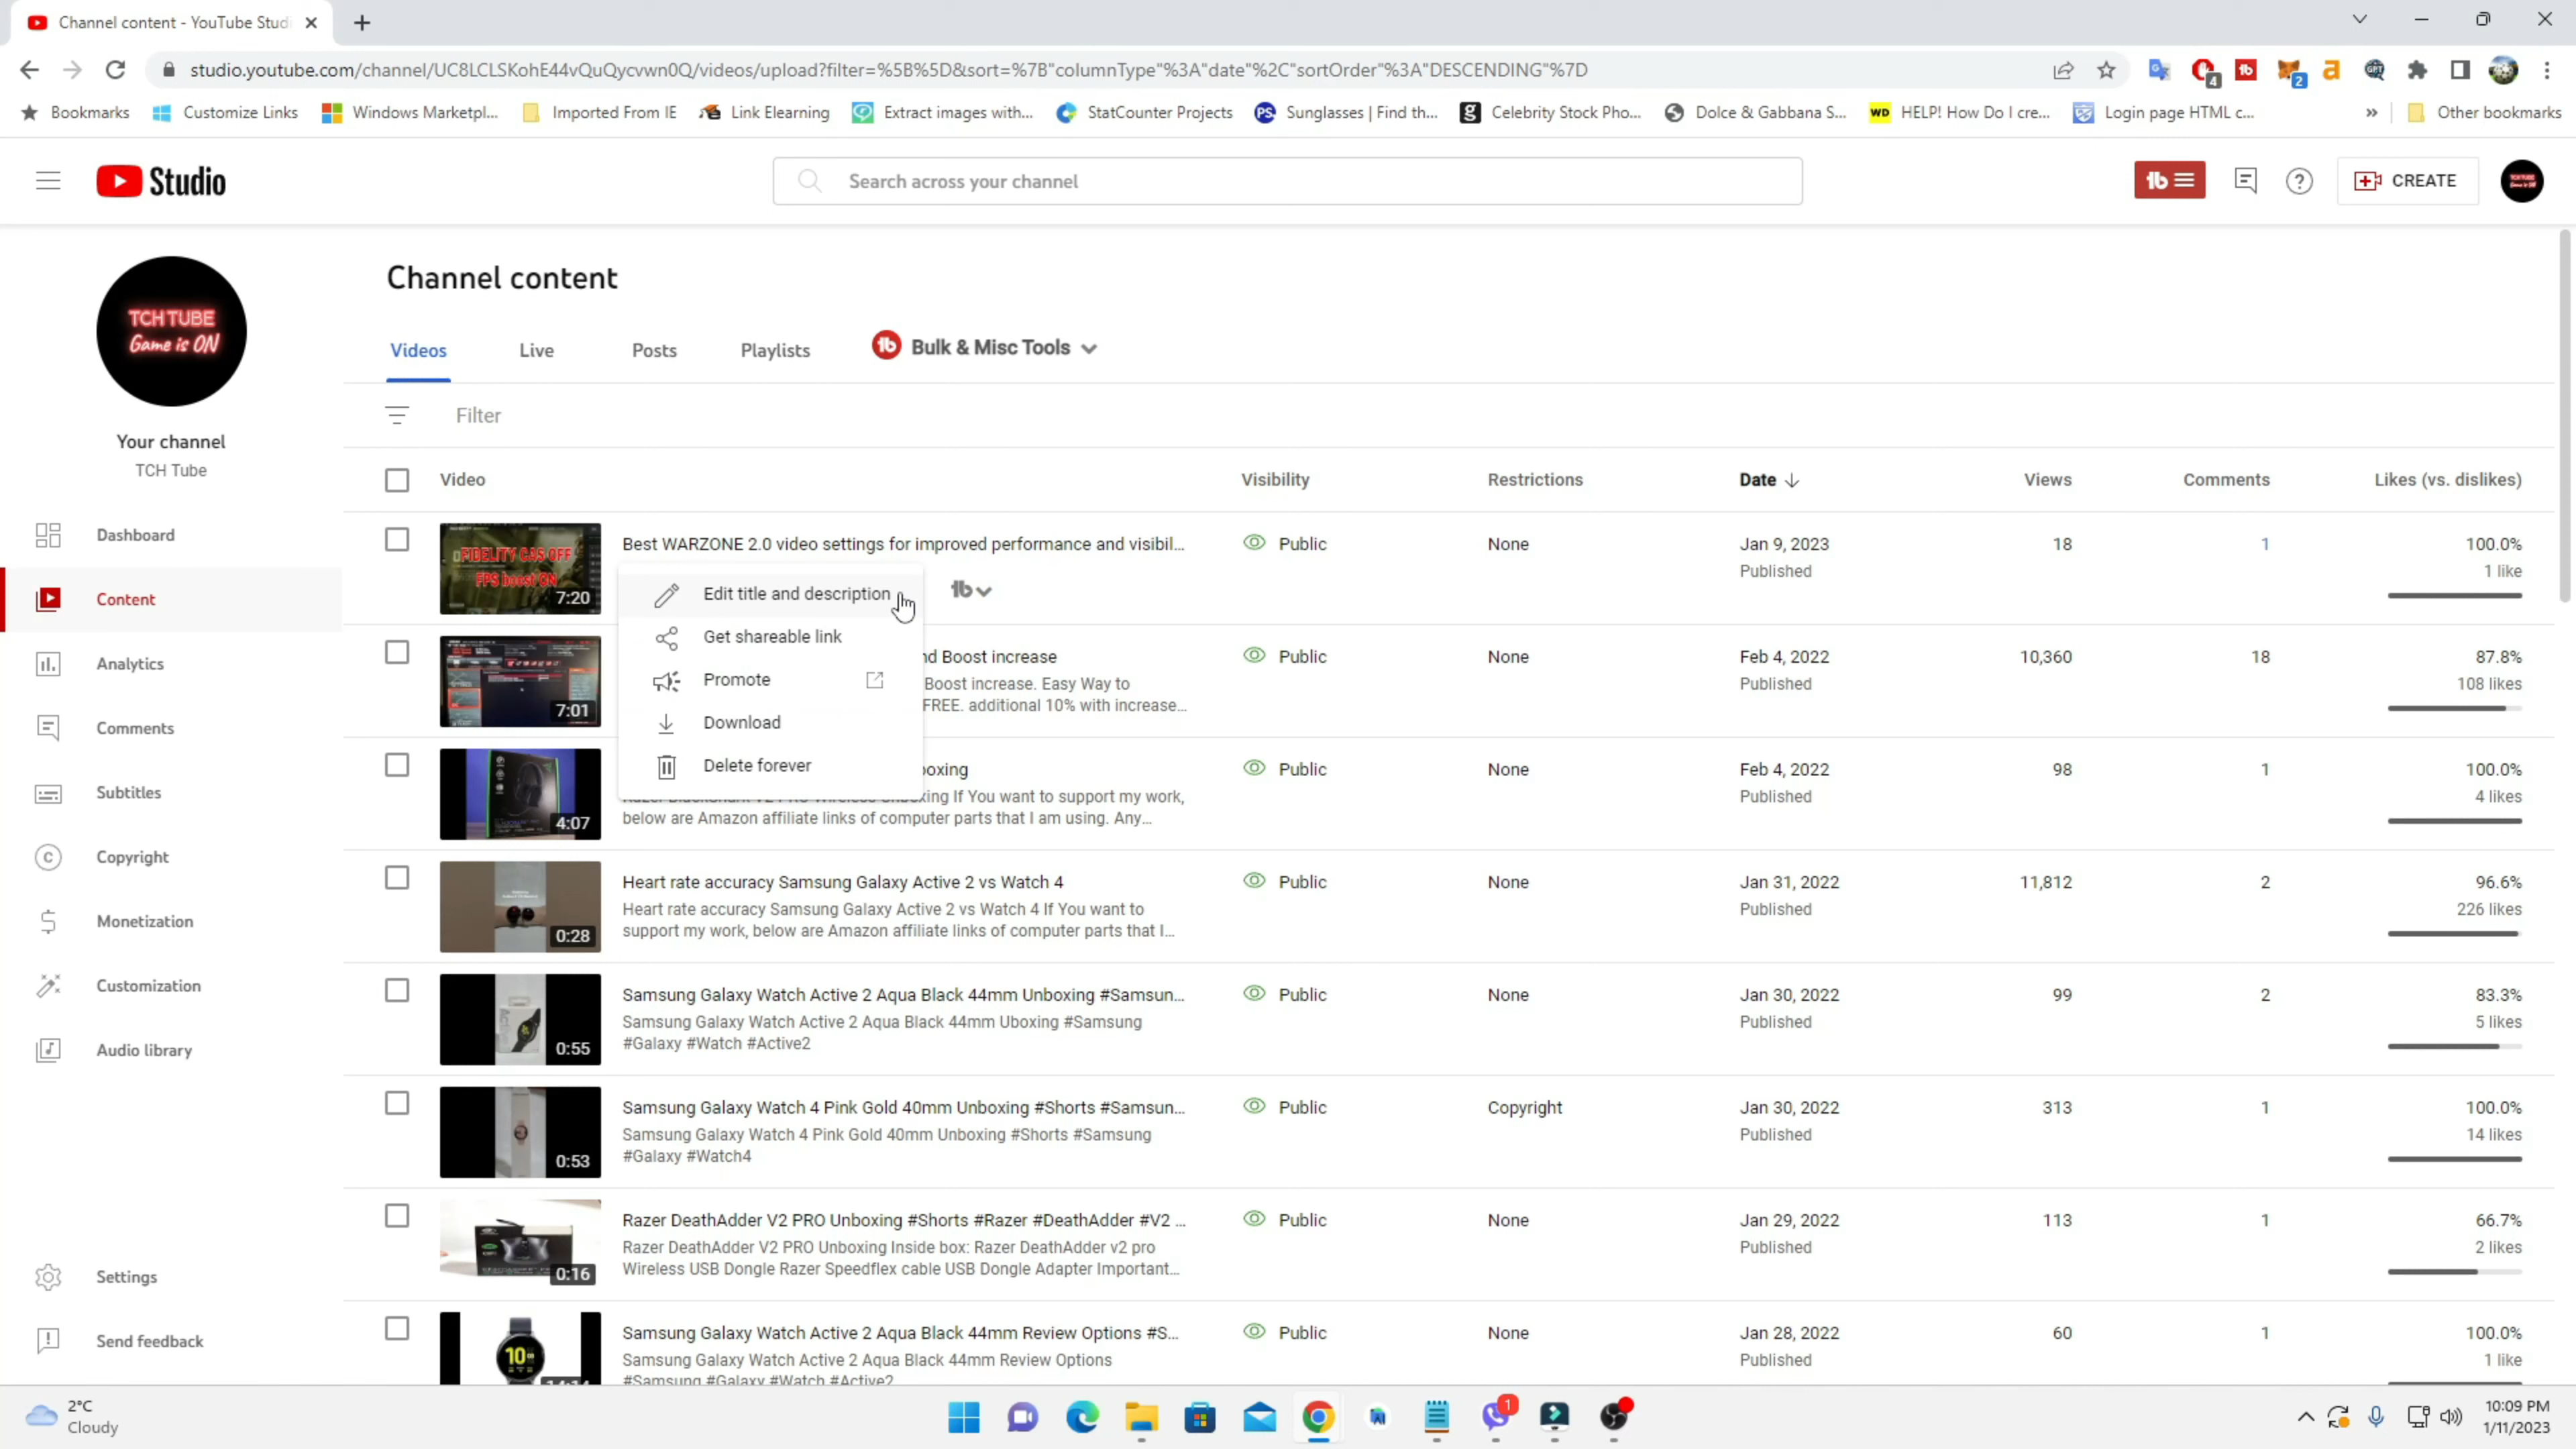 Channel content - YouTube Studi
studio.youtube.com/channel/UC8LCLSKohE44vQuQycvwn0Q/videos/upload?filter=%5B%5D&sort=%7B"columnType"%3A"date"%2C"sortOrder"%3A"DESCENDING"%7D
Bookmarks Customize Links Windows Marketpl... Imported From IE Link Elearning Extract images with... StatCounter Projects Sunglasses | Find th... Celebrity Stock Pho... Dolce & Gabbana S... HELP! How Do I cre... Login page HTML c... » Other bookmarks
Studio
Search across your channel
CREATE
TCH TUBE
Game is ON
Your channel
TCH Tube
Dashboard
Content
Analytics
Comments
Subtitles
Copyright
Monetization
Customization
Audio library
Settings
Send feedback
Channel content
Videos Live Posts Playlists Bulk & Misc Tools
Filter
Video Visibility Restrictions Date Views Comments Likes (vs. dislikes)
FIDELITY CAS OFF
FPS boost ON
7:20
Best WARZONE 2.0 video settings for improved performance and visibil... Public None Jan 9, 2023 18 1 100.0%
Published 1 like
Edit title and description
Get shareable link
Promote
Download
Delete forever
7:01
nd Boost increase Public None Feb 4, 2022 10,360 18 87.8%
Boost increase. Easy Way to Published 108 likes
FREE. additional 10% with increase...
4:07
oxing Public None Feb 4, 2022 98 1 100.0%
Razer BlackShark V2 PRO Wireless Unboxing If You want to support my work, Published 4 likes
below are Amazon affiliate links of computer parts that I am using. Any...
0:28
Heart rate accuracy Samsung Galaxy Active 2 vs Watch 4 Public None Jan 31, 2022 11,812 2 96.6%
Heart rate accuracy Samsung Galaxy Active 2 vs Watch 4 If You want to Published 226 likes
support my work, below are Amazon affiliate links of computer parts that I...
0:55
Samsung Galaxy Watch Active 2 Aqua Black 44mm Unboxing #Samsun... Public None Jan 30, 2022 99 2 83.3%
Samsung Galaxy Watch Active 2 Aqua Black 44mm Uboxing #Samsung Published 5 likes
#Galaxy #Watch #Active2
0:53
Samsung Galaxy Watch 4 Pink Gold 40mm Unboxing #Shorts #Samsun... Public Copyright Jan 30, 2022 313 1 100.0%
Samsung Galaxy Watch 4 Pink Gold 40mm Unboxing #Shorts #Samsung Published 14 likes
#Galaxy #Watch4
0:16
Razer DeathAdder V2 PRO Unboxing #Shorts #Razer #DeathAdder #V2 ... Public None Jan 29, 2022 113 1 66.7%
Razer DeathAdder V2 PRO Unboxing Inside box: Razer DeathAdder v2 pro Published 2 likes
Wireless USB Dongle Razer Speedflex cable USB Dongle Adapter Important...
Samsung Galaxy Watch Active 2 Aqua Black 44mm Review Options #S... Public None Jan 28, 2022 60 1 100.0%
Samsung Galaxy Watch Active 2 Aqua Black 44mm Review Options Published 1 like
#Samsung #Galaxy #Watch #Active2
2°C
Cloudy
1
10:09 PM
1/11/2023